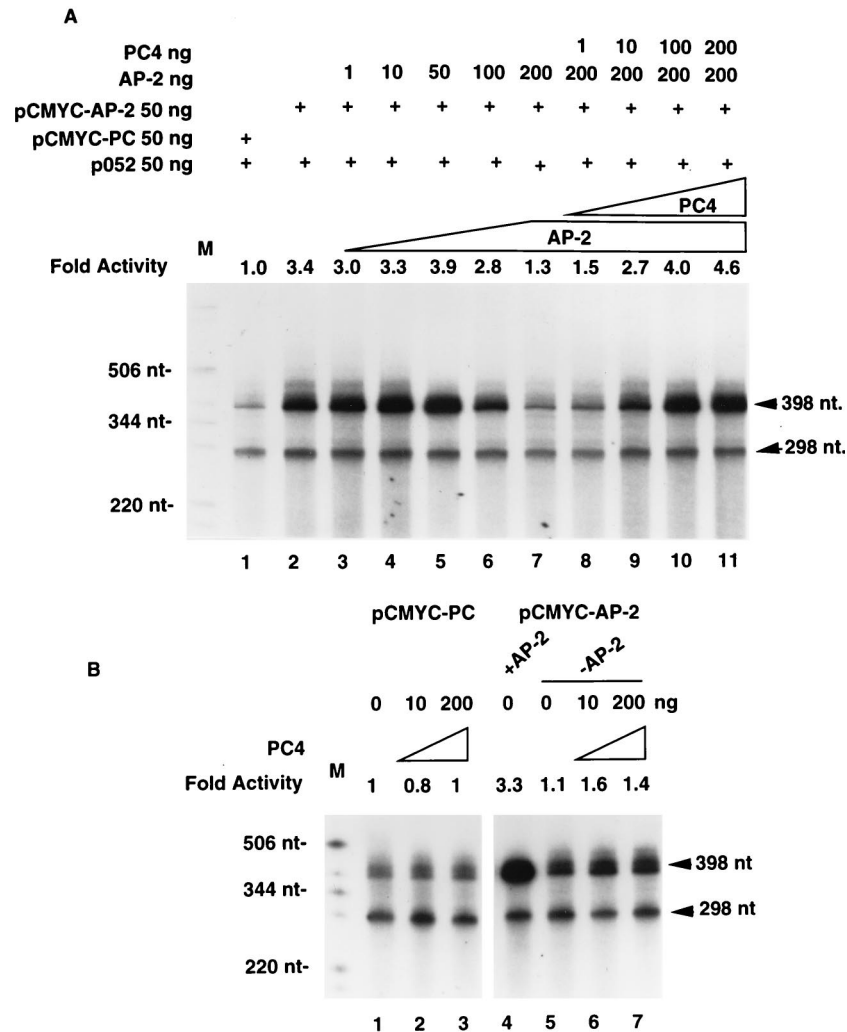 A
PC4 ng 1 10 100 200
AP-2 ng 1 10 50 100 200 200 200 200 200
pCMYC-AP-2 50 ng + + + + + + + + + +
pCMYC-PC 50 ng +
p052 50 ng + + + + + + + + + + +
PC4
AP-2
M
Fold Activity 1.0 3.4 3.0 3.3 3.9 2.8 1.3 1.5 2.7 4.0 4.6
506 nt-
398 nt.
344 nt-
298 nt.
220 nt-
1 2 3 4 5 6 7 8 9 10 11
pCMYC-PC pCMYC-AP-2
B
+AP-2 -AP-2
0 10 200 0 0 10 200 ng
PC4
M
Fold Activity 1 0.8 1 3.3 1.1 1.6 1.4
506 nt-
398 nt
344 nt-
298 nt
220 nt-
1 2 3 4 5 6 7